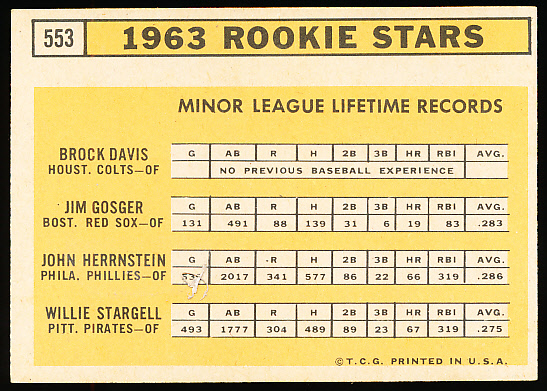 553 1963 ROOKIE STARS
MINOR LEAGUE LIFETIME RECORDS
BROCK DAVIS G AB R H 2B 3B HR RBI AVG.
HOUST. COLTS—OF NO PREVIOUS BASEBALL EXPERIENCE
JIM GOSGER G AB R H 2B 3B HR RBI AVG.
BOST. RED SOX—OF 131 491 88 139 31 6 19 83 .283
JOHN HERRNSTEIN G AB R H 2B 3B HR RBI AVG.
PHILA. PHILLIES—OF 2017 341 577 86 22 66 319 .286
WILLIE STARGELL G AB R H 2B 3B HR RBI AVG.
PITT. PIRATES—OF 493 1777 304 489 89 23 67 319 .275
© T.C.G. PRINTED IN U.S.A.